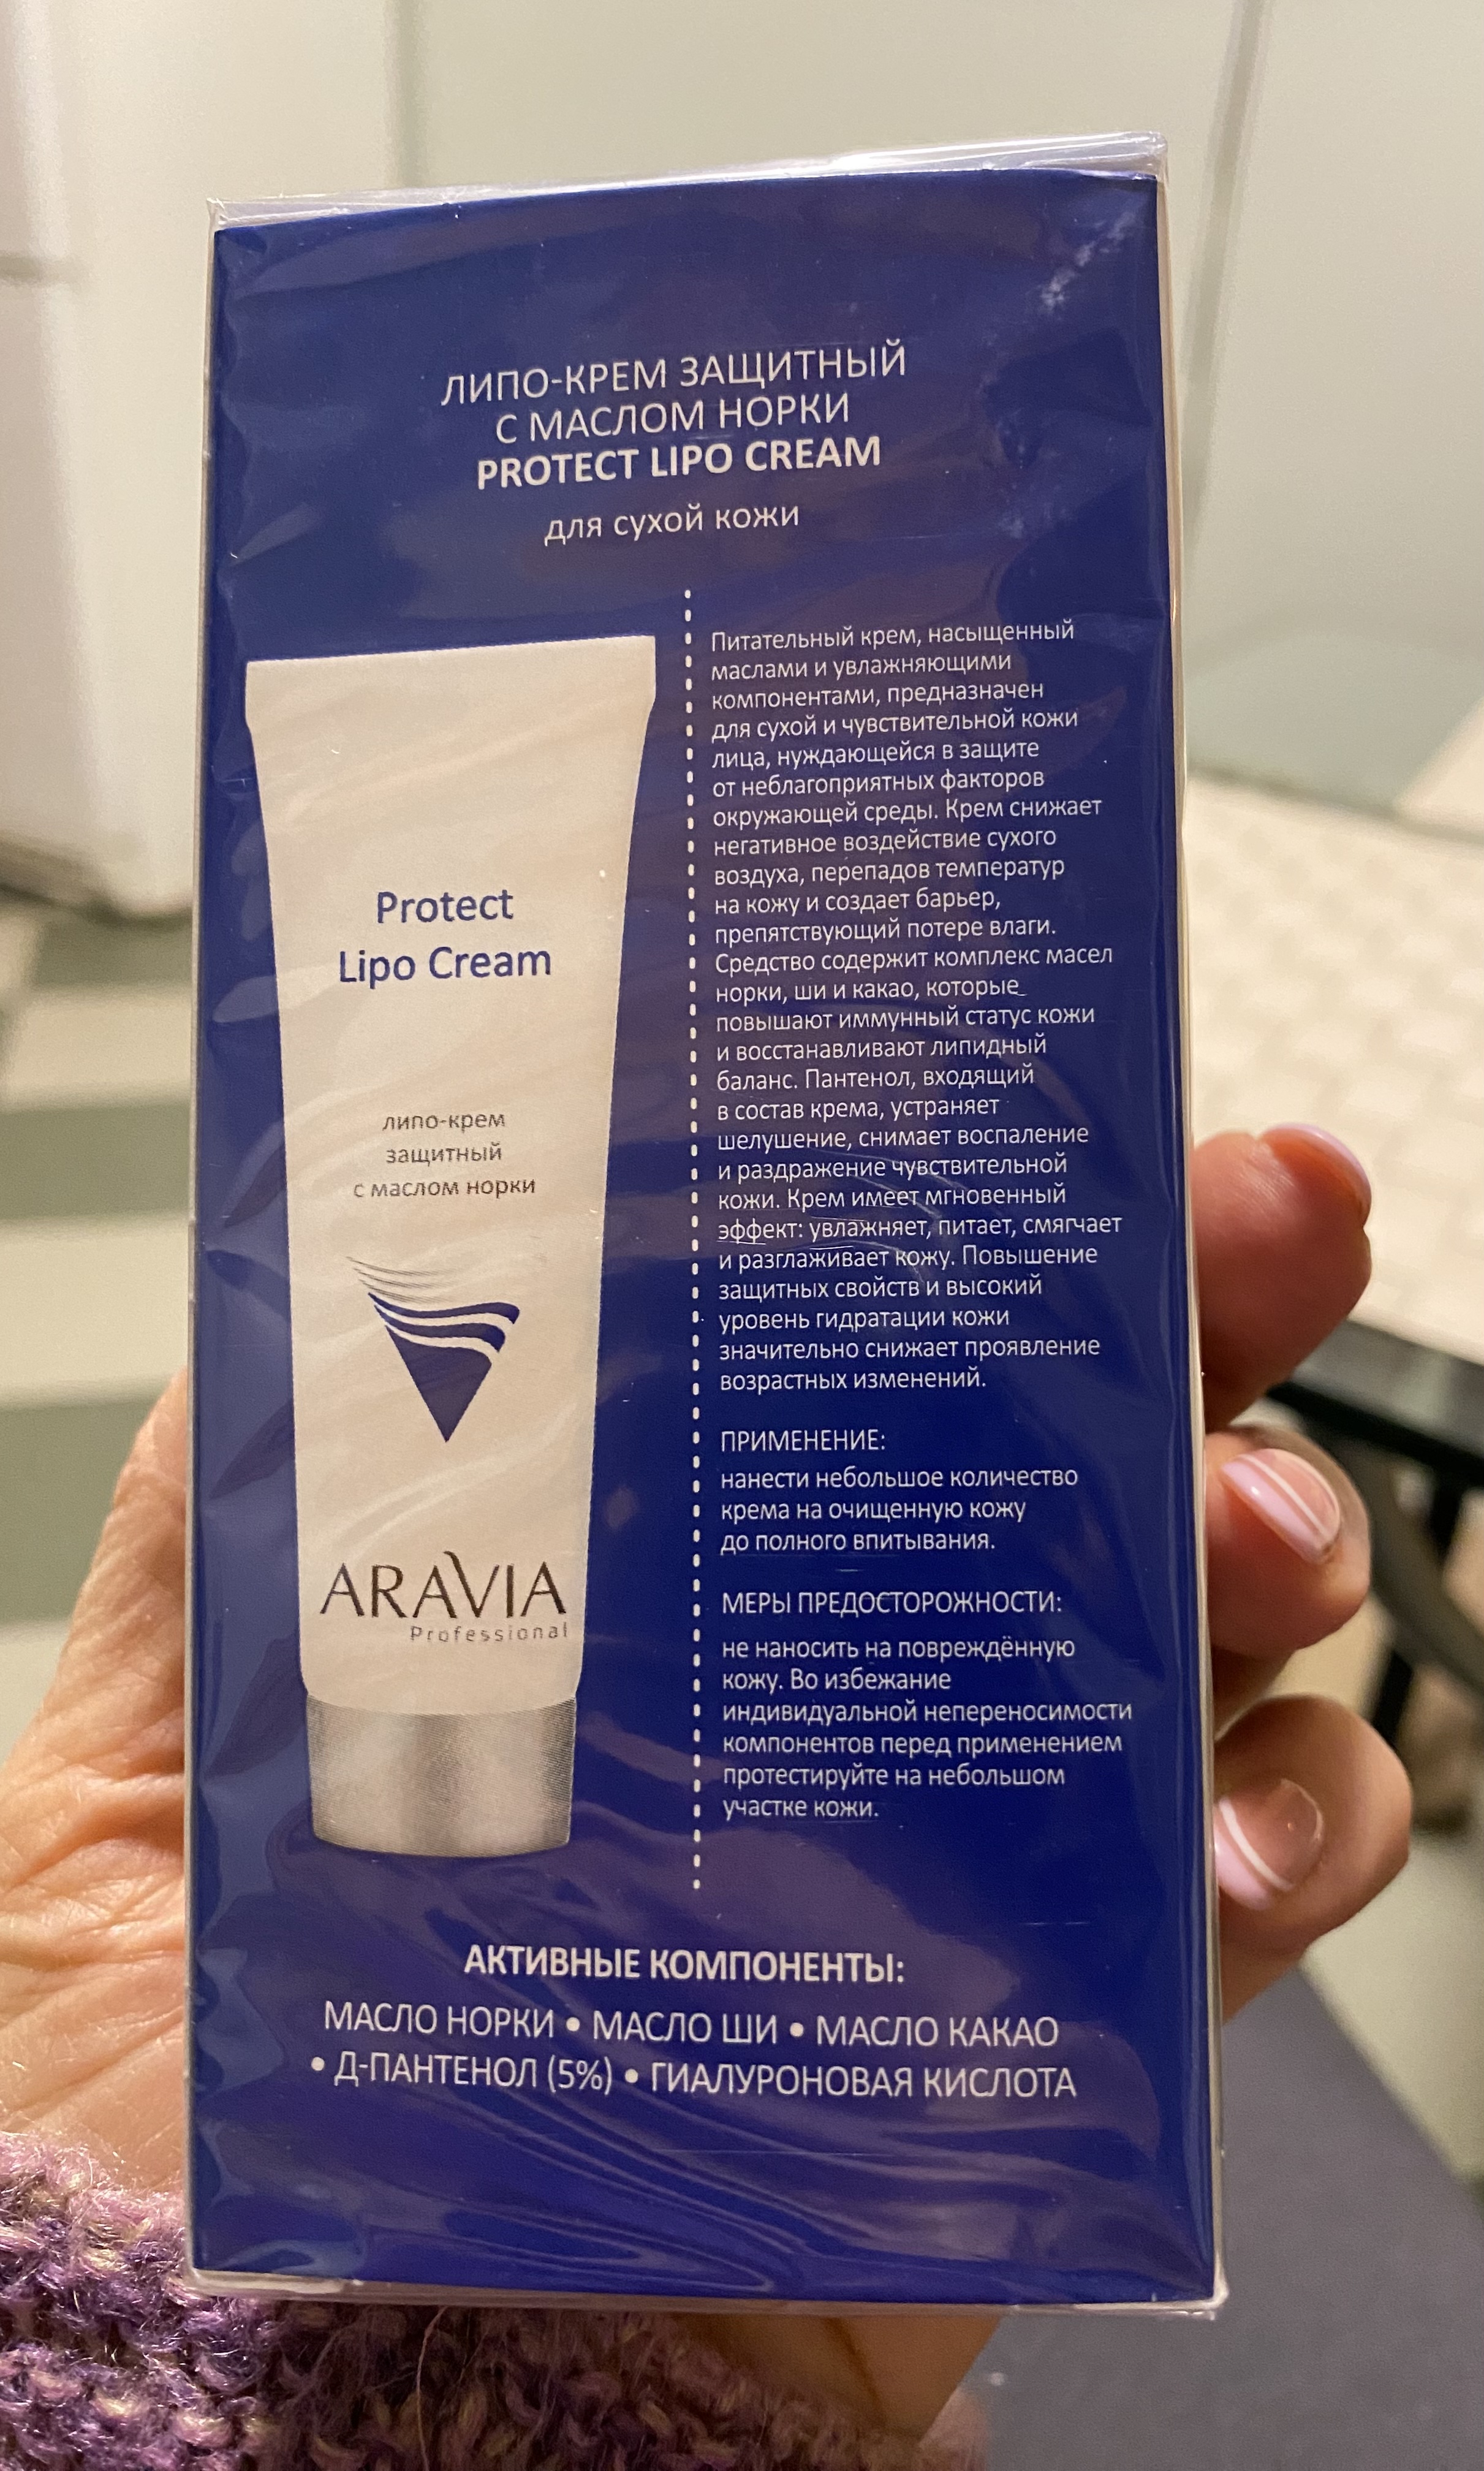 ЛИПО-КРЕМ ЗАЩИТНЫЙ
С МАСЛОМ НОРКИ
PROTECT LIPO CREAM
для сухой кожи
Protect
Lipo Cream
липо-крем
защитный
с маслом норки
ARAVIA
Professional
Питательный крем, насыщенный
маслами и увлажняющими
компонентами, предназначен
для сухой и чувствительной кожи
лица, нуждающейся в защите
от неблагоприятных факторов
окружающей среды. Крем снижает
негативное воздействие сухого
воздуха, перепадов температур
на кожу и создает барьер,
препятствующий потере влаги.
Средство содержит комплекс масел
норки, ши и какао, которые
повышают иммунный статус кожи
и восстанавливают липидный
баланс. Пантенол, входящий
в состав крема, устраняет
шелушение, снимает воспаление
и раздражение чувствительной
кожи. Крем имеет мгновенный
эффект: увлажняет, питает, смягчает
и разглаживает кожу. Повышение
защитных свойств и высокий
уровень гидратации кожи
значительно снижает проявление
возрастных изменений.
ПРИМЕНЕНИЕ:
нанести небольшое количество
крема на очищенную кожу
до полного впитывания.
МЕРЫ ПРЕДОСТОРОЖНОСТИ:
не наносить на повреждённую
кожу. Во избежание
индивидуальной непереносимости
компонентов перед применением
протестируйте на небольшом
участке кожи.
АКТИВНЫЕ КОМПОНЕНТЫ:
МАСЛО НОРКИ • МАСЛО ШИ • МАСЛО КАКАО
• Д-ПАНТЕНОЛ (5%) • ГИАЛУРОНОВАЯ КИСЛОТА